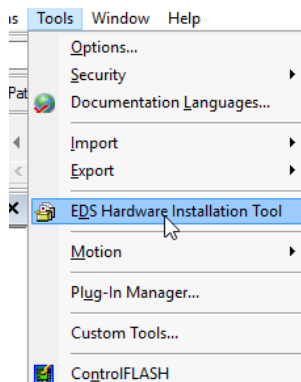 ns Tools Window Help
Options...
Security
Pat
Documentation Languages...
Import
Export
EDS Hardware Installation Tool
Motion
Plug-In Manager...
Custom Tools...
ControlFLASH